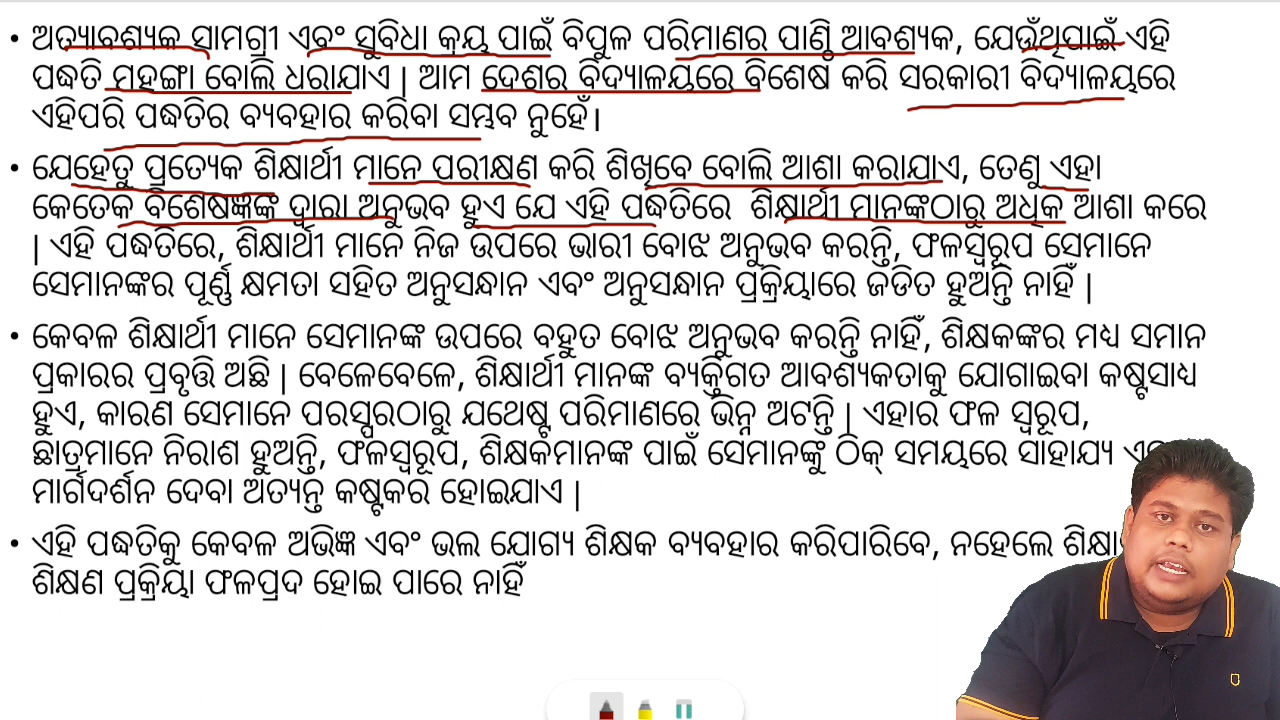 • ଅତ୍ୟାବଶ୍ୟକ ସାମଗ୍ରୀ ଏବଂ ସୁବିଧା କ୍ରୟ ପାଇଁ ବିପୁଳ ପରିମାଣର ପାଣ୍ଠି ଆବଶ୍ୟକ, ଯେଉଁଥିପାଇଁ ଏହି
ପଦ୍ଧତି ମହଙ୍ଗା ବୋଲି ଧରାଯାଏ | ଆମ ଦେଶର ବିଦ୍ୟାଳୟରେ ବିଶେଷ କରି ସରକାରୀ ବିଦ୍ୟାଳୟରେ
ଏହିପରି ପଦ୍ଧତିର ବ୍ୟବହାର କରିବା ସମ୍ଭବ ନୁହେଁ।
• ଯେହେତୁ ପ୍ରତ୍ୟେକ ଶିକ୍ଷାର୍ଥୀ ମାନେ ପରୀକ୍ଷଣ କରି ଶିଖିବେ ବୋଲି ଆଶା କରାଯାଏ, ତେଣୁ ଏହା
କେତେକ ବିଶେଷଜ୍ଞଙ୍କ ଦ୍ୱାରା ଅନୁଭବ ହୁଏ ଯେ ଏହି ପଦ୍ଧତିରେ ଶିକ୍ଷାର୍ଥୀ ମାନଙ୍କଠାରୁ ଅଧିକ ଆଶା କରେ
| ଏହି ପଦ୍ଧତିରେ, ଶିକ୍ଷାର୍ଥୀ ମାନେ ନିଜ ଉପରେ ଭାରୀ ବୋଝ ଅନୁଭବ କରନ୍ତି, ଫଳସ୍ୱରୂପ ସେମାନେ
ସେମାନଙ୍କର ପୂର୍ଣ୍ଣ କ୍ଷମତା ସହିତ ଅନୁସନ୍ଧାନ ଏବଂ ଅନୁସନ୍ଧାନ ପ୍ରକ୍ରିୟାରେ ଜଡିତ ହୁଅନ୍ତି ନାହିଁ |
• କେବଳ ଶିକ୍ଷାର୍ଥୀ ମାନେ ସେମାନଙ୍କ ଉପରେ ବହୁତ ବୋଝ ଅନୁଭବ କରନ୍ତି ନାହିଁ, ଶିକ୍ଷକଙ୍କର ମଧ୍ୟ ସମାନ
ପ୍ରକାରର ପ୍ରବୃତ୍ତି ଅଛି | ବେଳେବେଳେ, ଶିକ୍ଷାର୍ଥୀ ମାନଙ୍କ ବ୍ୟକ୍ତିଗତ ଆବଶ୍ୟକତାକୁ ଯୋଗାଇବା କଷ୍ଟସାଧ୍ୟ
ହୁଏ, କାରଣ ସେମାନେ ପରସ୍ପରଠାରୁ ଯଥେଷ୍ଟ ପରିମାଣରେ ଭିନ୍ନ ଅଟନ୍ତି | ଏହାର ଫଳ ସ୍ୱରୂପ,
ଛାତ୍ରମାନେ ନିରାଶ ହୁଅନ୍ତି, ଫଳସ୍ୱରୂପ, ଶିକ୍ଷକମାନଙ୍କ ପାଇଁ ସେମାନଙ୍କୁ ଠିକ୍ ସମୟରେ ସାହାଯ୍ୟ
ମାର୍ଗଦର୍ଶନ ଦେବା ଅତ୍ୟନ୍ତ କଷ୍ଟକର ହୋଇଯାଏ |
• ଏହି ପଦ୍ଧତିକୁ କେବଳ ଅଭିଜ୍ଞ ଏବଂ ଭଲ ଯୋଗ୍ୟ ଶିକ୍ଷକ ବ୍ୟବହାର କରିପାରିବେ, ନହେଲେ
ଶିକ୍ଷଣ ପ୍ରକ୍ରିୟା ଫଳପ୍ରଦ ହୋଇ ପାରେ ନାହିଁ